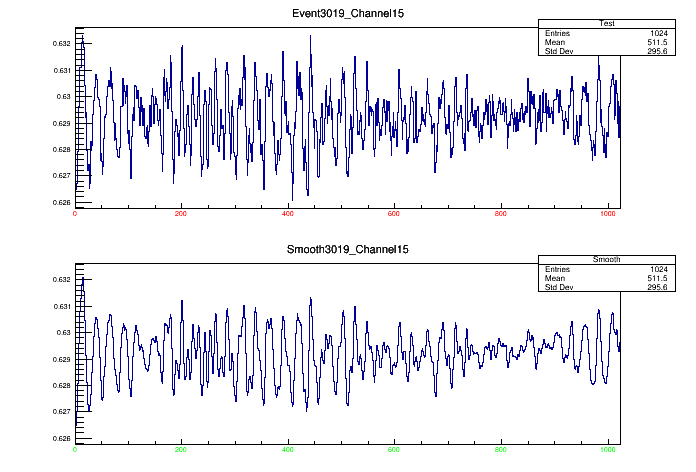 Event3019_Channel15
Test
Entries 1024
Mean 511.5
Std Dev 295.6
0.632
0.631
0.63
0.629
0.628
0.627
0.626
0 200 400 600 800 1000
Smooth3019_Channel15
Smooth
Entries 1024
Mean 511.5
Std Dev 295.6
0.632
0.631
0.63
0.629
0.628
0.627
0.626
0 200 400 600 800 1000